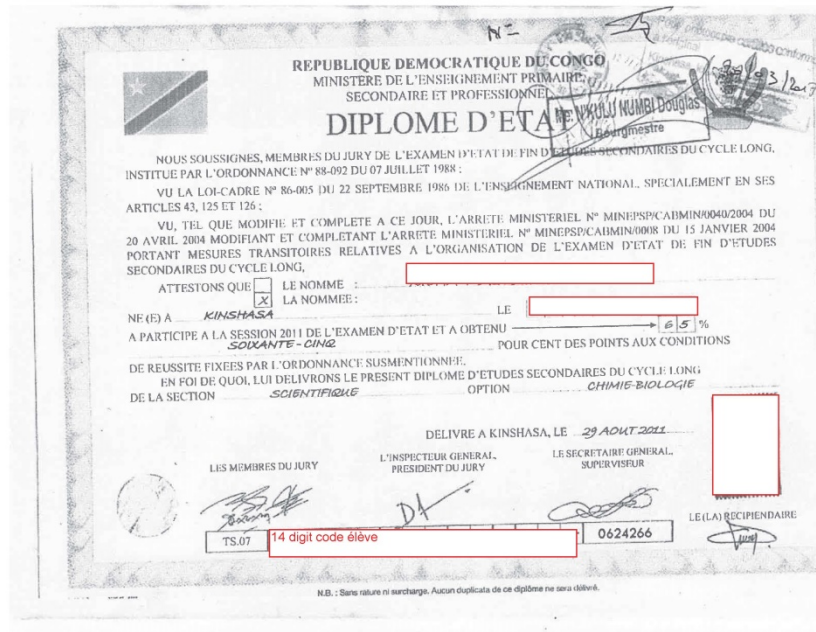 N=
REPUBLIQUE DEMOCRATIQUE DU CONGO
MINISTERE DE L'ENSEIGNEMENT PRIMAIRE,
SECONDAIRE ET PROFESSIONNEL
DIPLOME D'ETAT
Me. N'KULU NUMBI Douglas
Bourgmestre
NOUS SOUSSIGNES, MEMBRES DU JURY DE L'EXAMEN D'ETAT DE FIN D'ETUDES SECONDAIRES DU CYCLE LONG,
INSTITUE PAR L'ORDONNANCE N° 88-092 DU 07 JUILLET 1988 ;
VU LA LOI-CADRE N° 86-005 DU 22 SEPTEMBRE 1986 DE L'ENSEIGNEMENT NATIONAL, SPECIALEMENT EN SES
ARTICLES 43, 125 ET 126 ;
VU, TEL QUE MODIFIE ET COMPLETE A CE JOUR, L'ARRETE MINISTERIEL N° MINEPSP/CABMIN/0040/2004 DU
20 AVRIL 2004 MODIFIANT ET COMPLETANT L'ARRETE MINISTERIEL N° MINEPSP/CABMIN/0008 DU 15 JANVIER 2004
PORTANT MESURES TRANSITOIRES RELATIVES A L'ORGANISATION DE L'EXAMEN D'ETAT DE FIN D'ETUDES
SECONDAIRES DU CYCLE LONG,
ATTESTONS QUE LE NOMME :
X LA NOMMEE :
NE (E) A KINSHASA LE
A PARTICIPE A LA SESSION 2011 DE L'EXAMEN D'ETAT ET A OBTENU 65 %
SOIXANTE-CINQ POUR CENT DES POINTS AUX CONDITIONS
DE REUSSITE FIXEES PAR L'ORDONNANCE SUSMENTIONNEE.
EN FOI DE QUOI, LUI DELIVRONS LE PRESENT DIPLOME D'ETUDES SECONDAIRES DU CYCLE LONG
DE LA SECTION SCIENTIFIQUE OPTION CHIMIE-BIOLOGIE
DELIVRE A KINSHASA, LE 29 AOUT 2011
LES MEMBRES DU JURY
L'INSPECTEUR GENERAL,
PRESIDENT DU JURY
LE SECRETAIRE GENERAL,
SUPERVISEUR
LE (LA) RECIPIENDAIRE
TS.07 14 digit code élève 0624266
N.B. : Sans rature ni surcharge. Aucun duplicata de ce diplôme ne sera délivré.